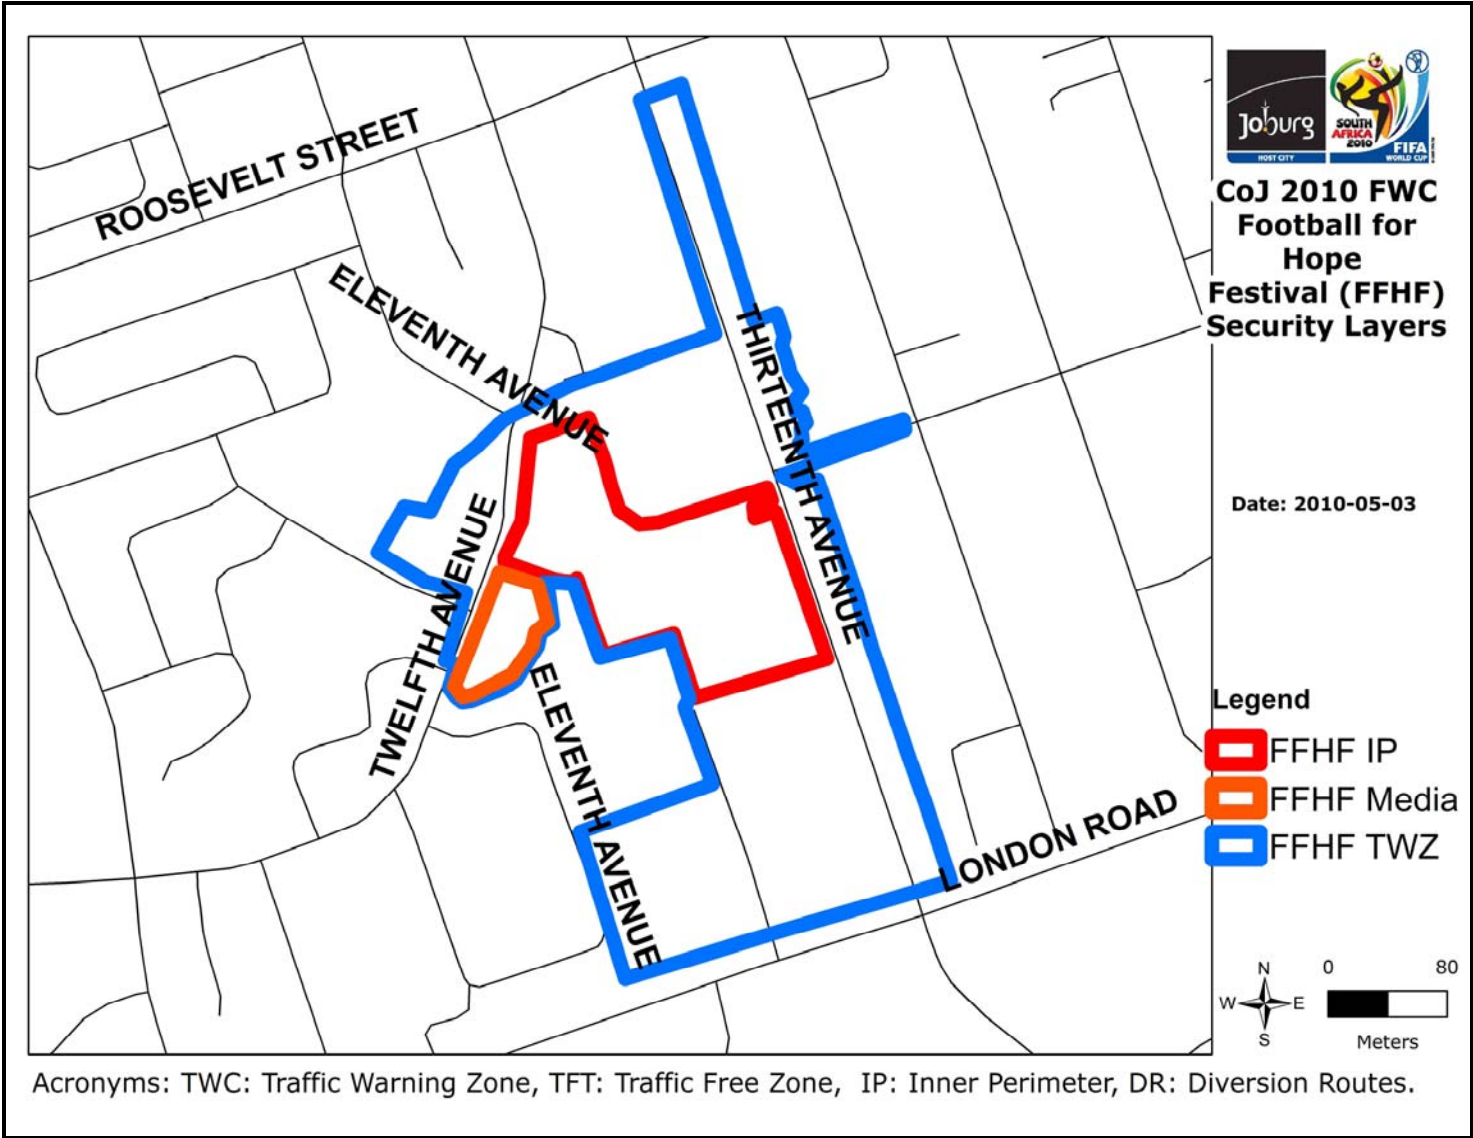 Joburg
HOST CITY
SOUTH
AFRICA
2010
FIFA
WORLD CUP
CoJ 2010 FWC
Football for
Hope
Festival (FFHF)
Security Layers
ROOSEVELT STREET
ELEVENTH AVENUE
THIRTEENTH AVENUE
TWELFTH AVENUE
ELEVENTH AVENUE
LONDON ROAD
Date: 2010-05-03
Legend
FFHF IP
FFHF Media
FFHF TWZ
N
W E
S
0 80
Meters
Acronyms: TWC: Traffic Warning Zone, TFT: Traffic Free Zone, IP: Inner Perimeter, DR: Diversion Routes.